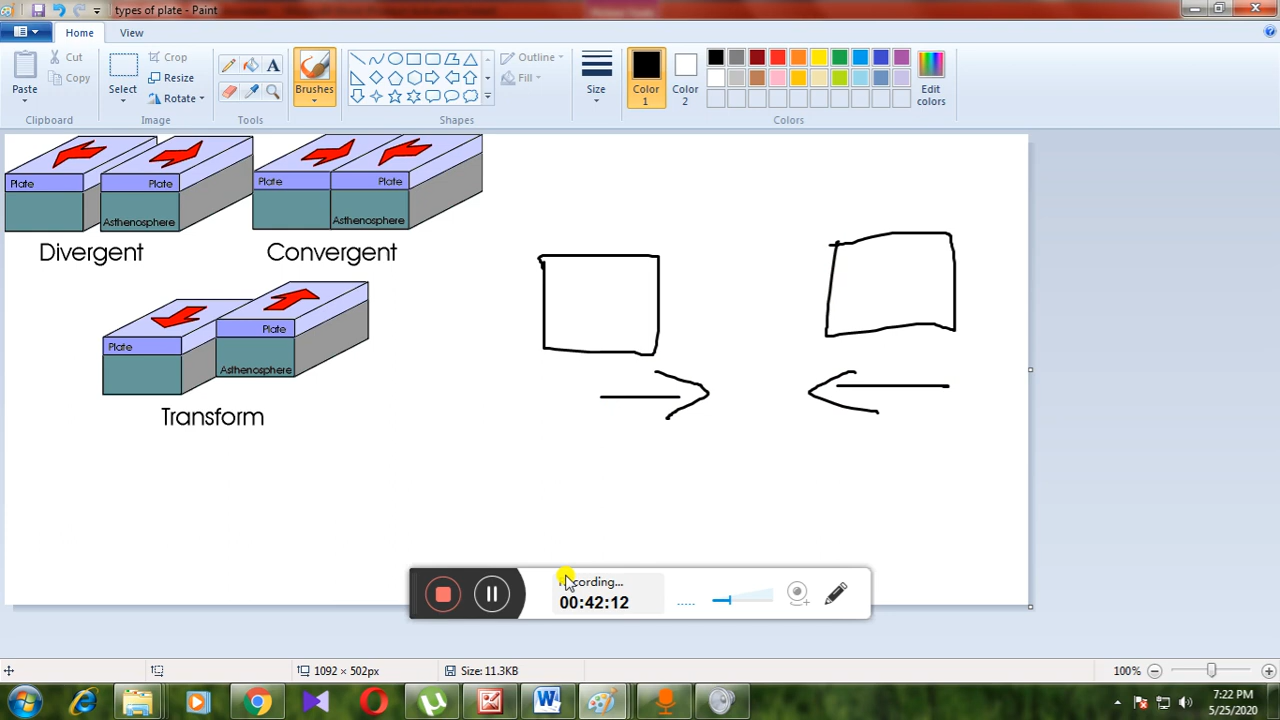 types of plate - Paint
Home
View
Paste
Cut
Copy
Clipboard
Select
Crop
Resize
Rotate
Image
Tools
Brushes
Outline
Fill
Shapes
Size
Color 1
Color 2
Edit colors
Colors
Plate
Plate
Asthenosphere
Divergent
Plate
Plate
Asthenosphere
Convergent
Plate
Plate
Asthenosphere
Transform
00:42:12
1092 × 502px
Size: 11.3KB
100%
7:22 PM
5/25/2020